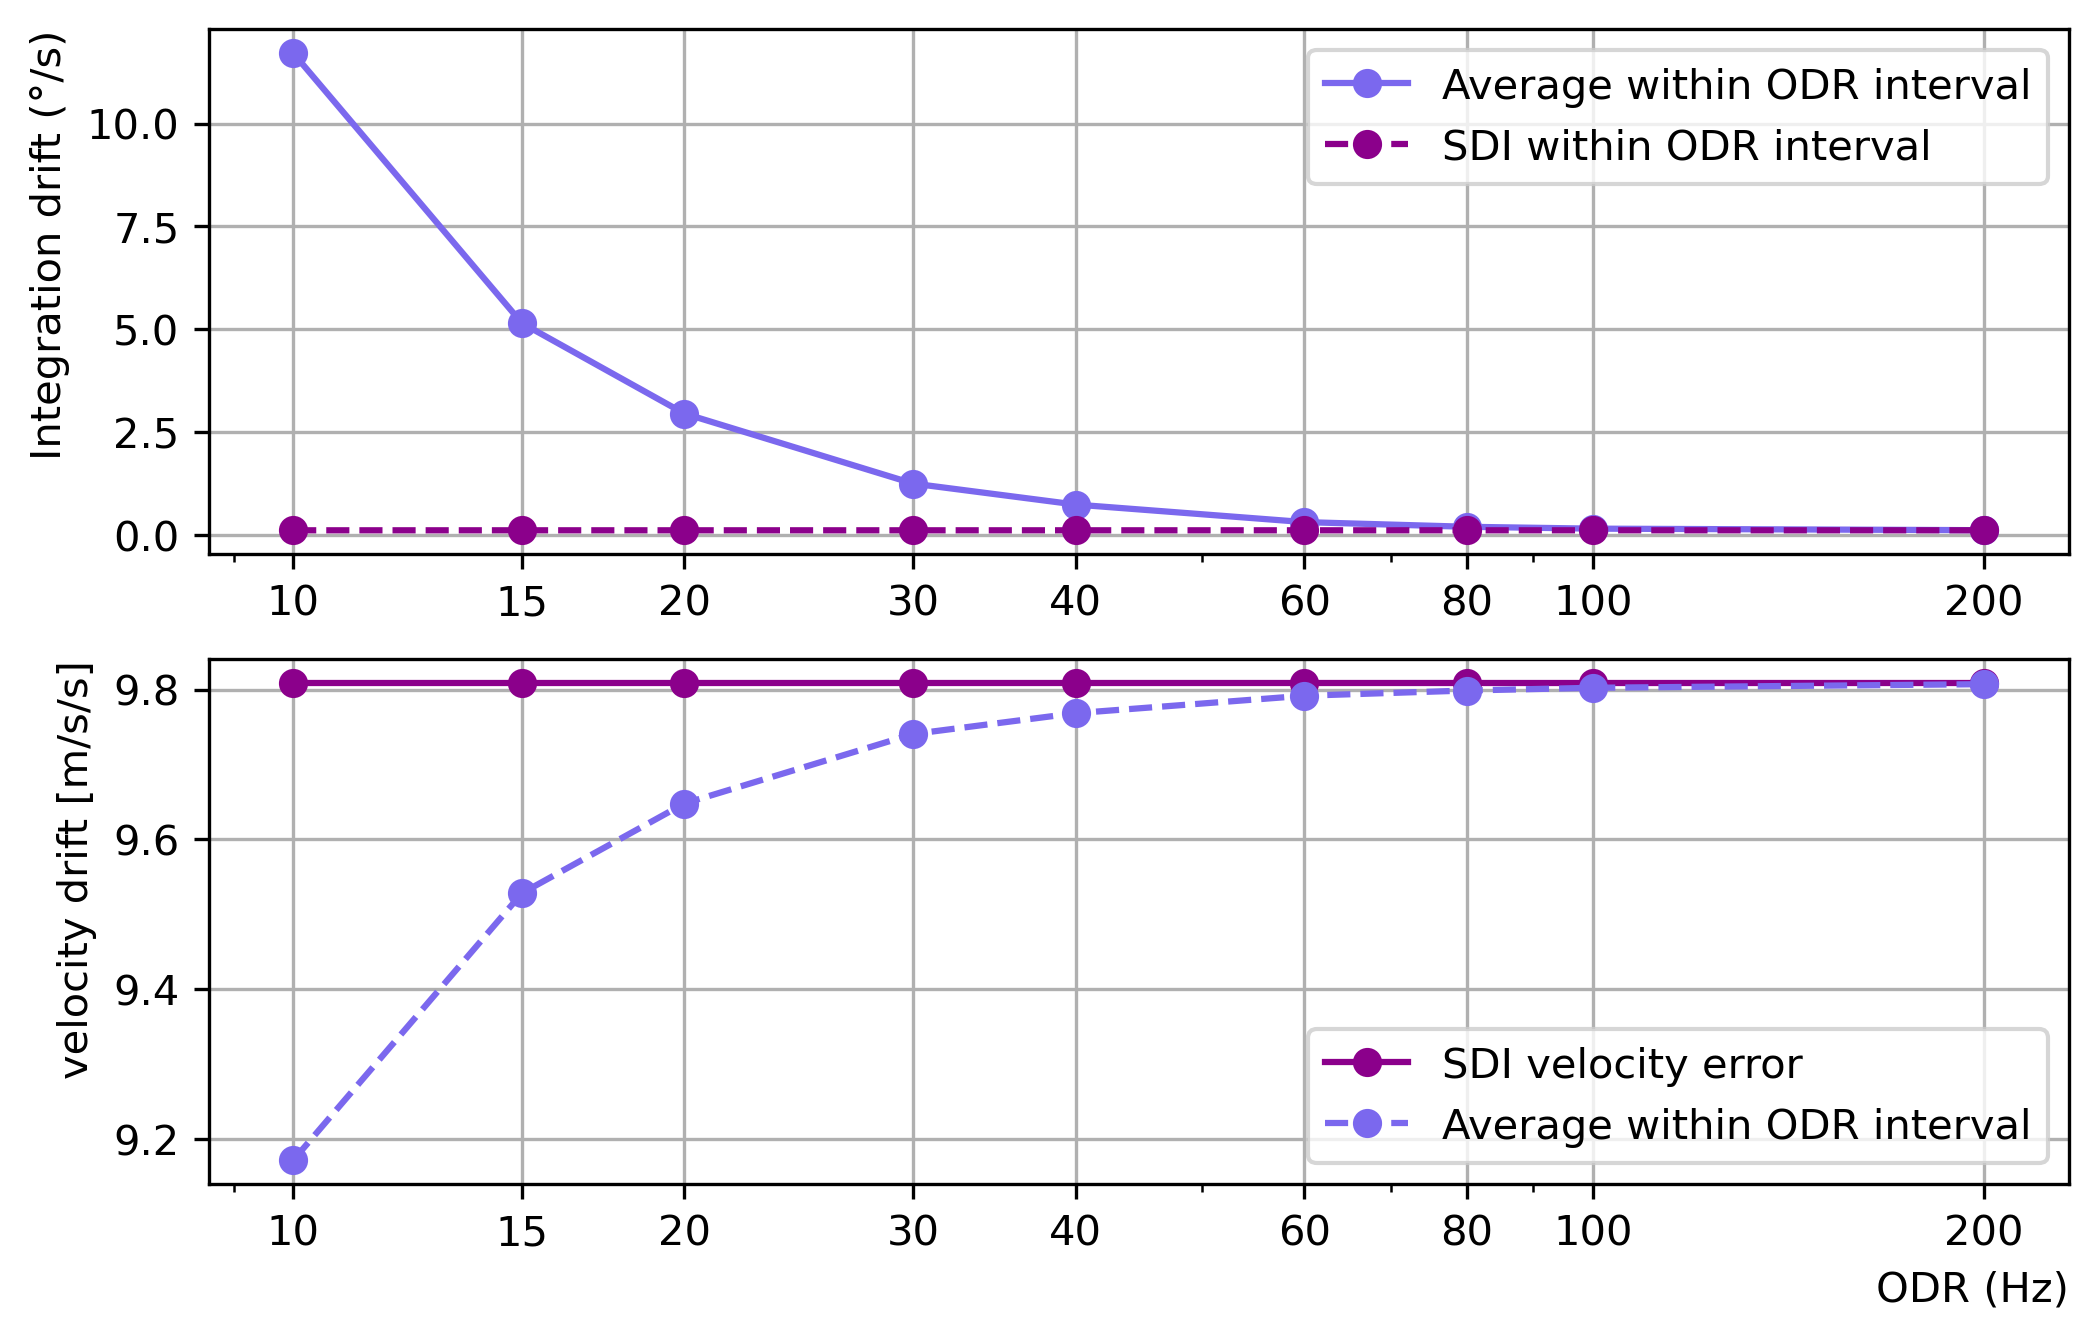 Integration drift (°/s)
10.0
7.5
5.0
2.5
0.0
Average within ODR interval
SDI within ODR interval
10 15 20 30 40 60 80 100 200
velocity drift [m/s/s]
9.8
9.6
9.4
9.2
SDI velocity error
Average within ODR interval
10 15 20 30 40 60 80 100 200
ODR (Hz)